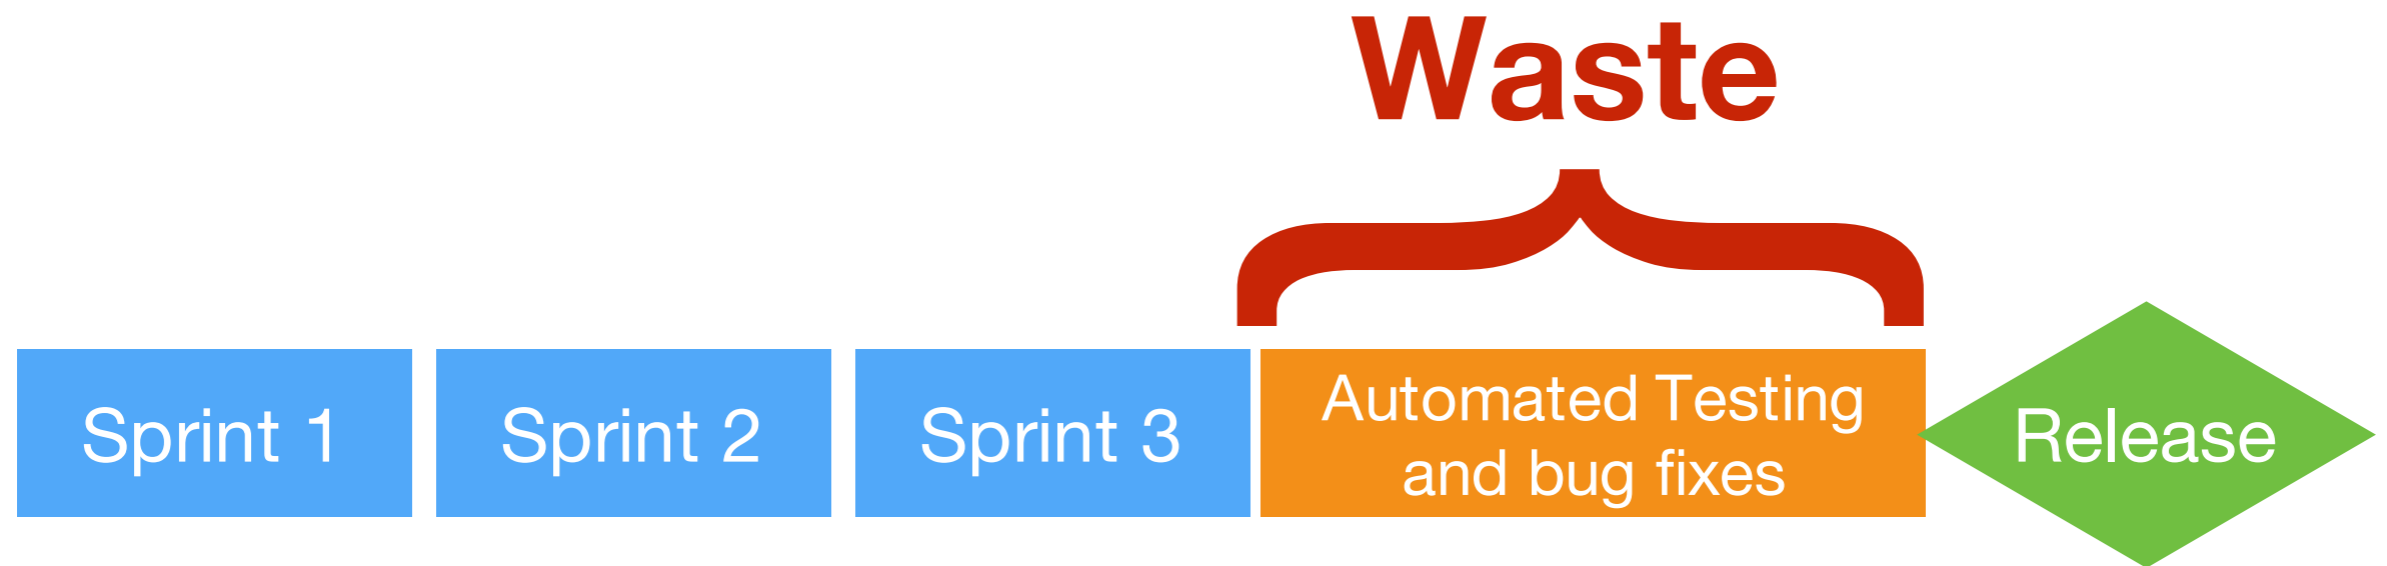 Waste
Sprint 1
Sprint 2
Sprint 3
Automated Testing
and bug fixes
Release